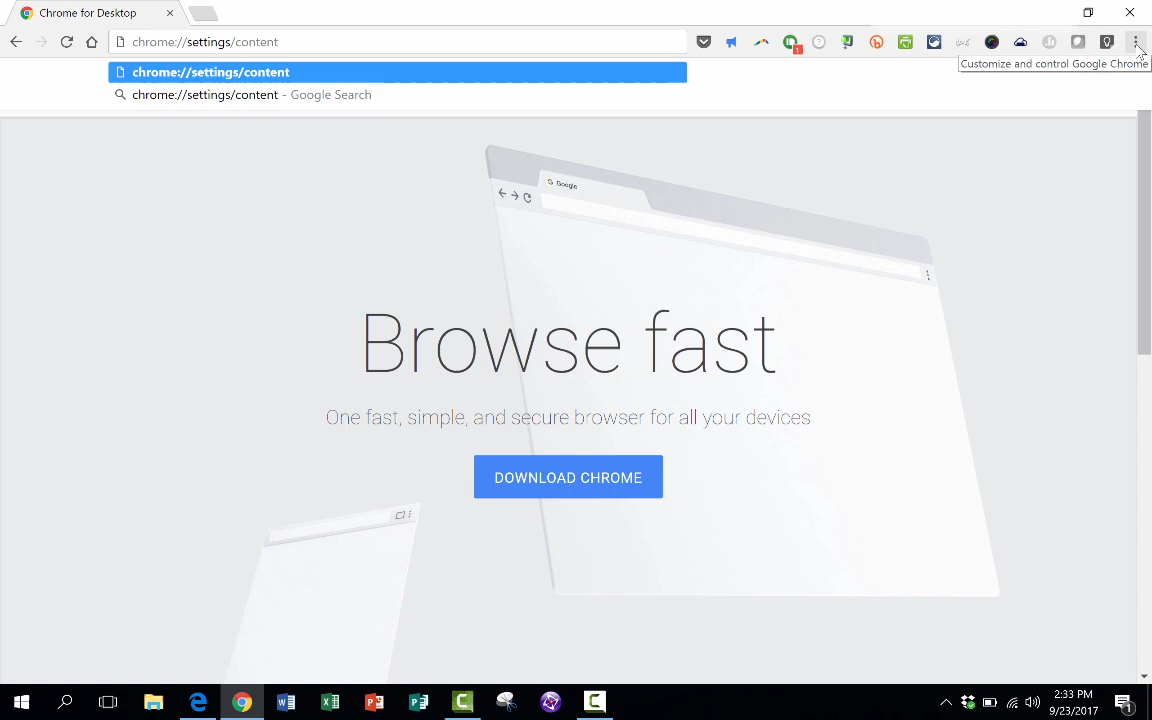 Chrome for Desktop
chrome://settings/content
1
chrome://settings/content
Customize and control Google Chrome
chrome://settings/content - Google Search
Google
Browse fast
One fast, simple, and secure browser for all your devices
DOWNLOAD CHROME
2:33 PM
9/23/2017
1